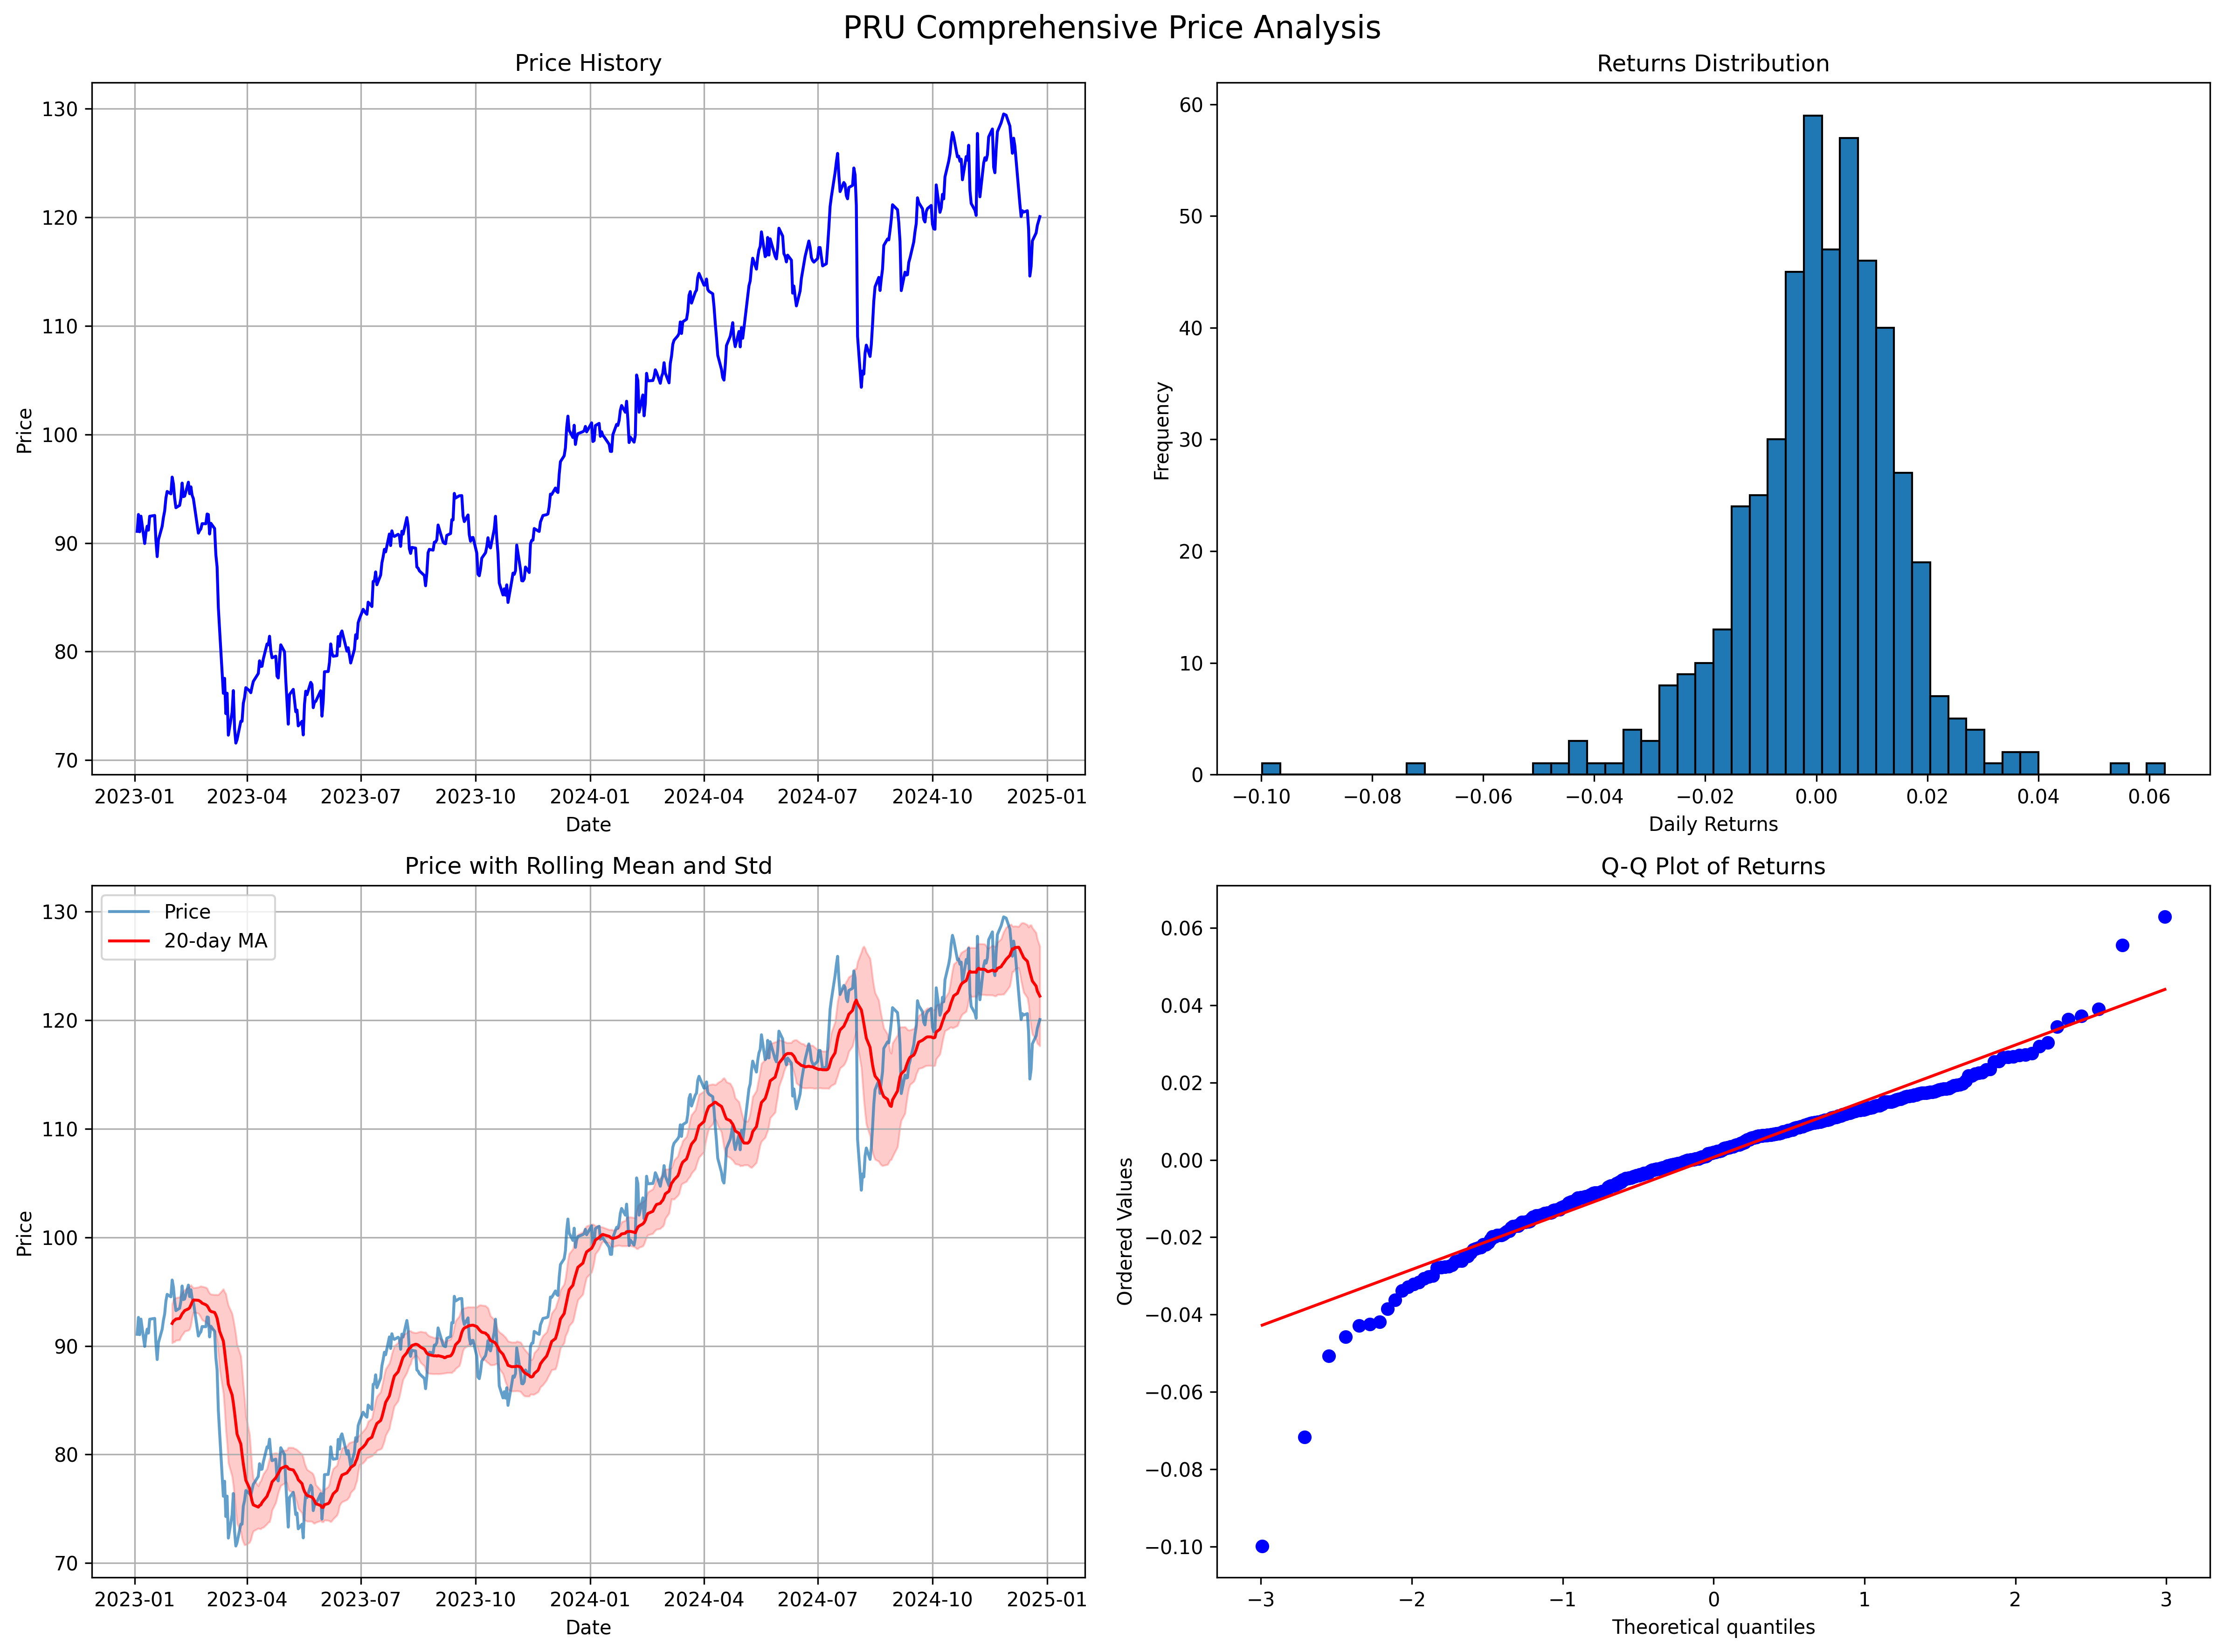 PRU Comprehensive Price Analysis
Price History
130
120
110
100
90
80
70
Price
2023-01 2023-04 2023-07 2023-10 2024-01 2024-04 2024-07 2024-10 2025-01
Date
Returns Distribution
60
50
40
30
20
10
0
Frequency
−0.10 −0.08 −0.06 −0.04 −0.02 0.00 0.02 0.04 0.06
Daily Returns
Price with Rolling Mean and Std
Price
20-day MA
130
120
110
100
90
80
70
Price
2023-01 2023-04 2023-07 2023-10 2024-01 2024-04 2024-07 2024-10 2025-01
Date
Q-Q Plot of Returns
0.06
0.04
0.02
0.00
−0.02
−0.04
−0.06
−0.08
−0.10
Ordered Values
−3 −2 −1 0 1 2 3
Theoretical quantiles